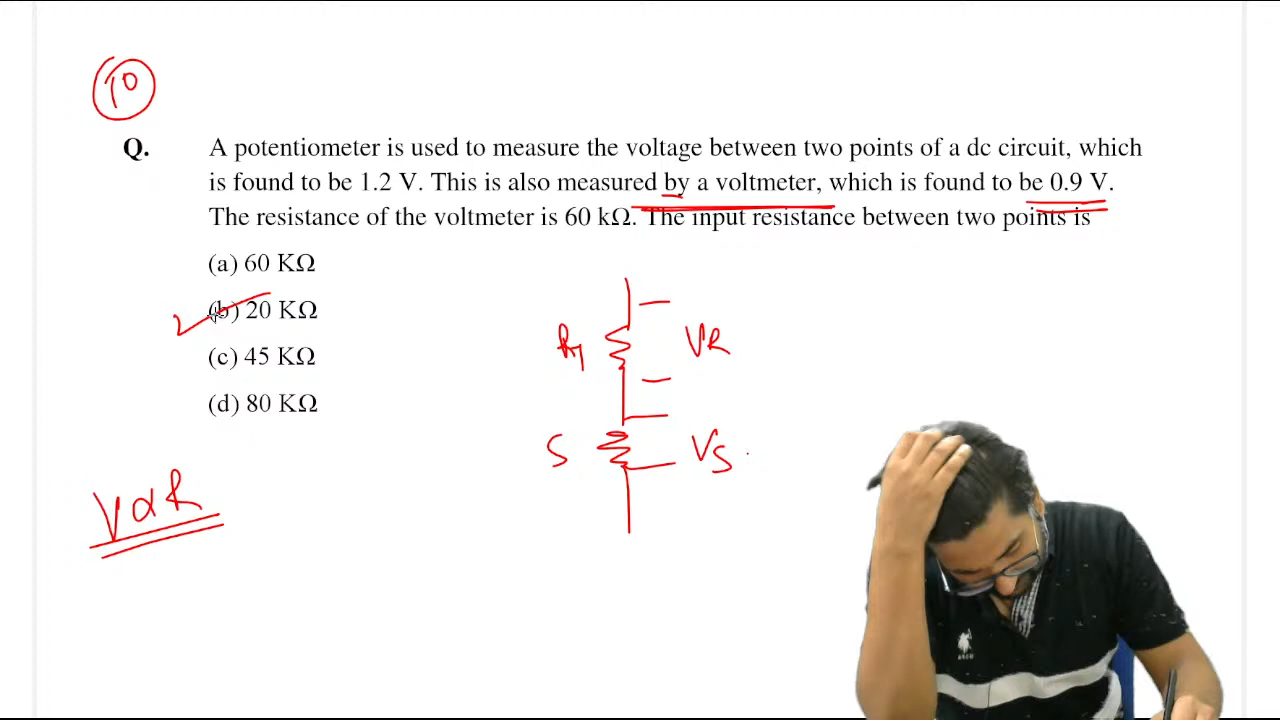 10
Q. A potentiometer is used to measure the voltage between two points of a dc circuit, which
is found to be 1.2 V. This is also measured by a voltmeter, which is found to be 0.9 V.
The resistance of the voltmeter is 60 kΩ. The input resistance between two points is
(a) 60 KΩ
(b) 20 KΩ
(c) 45 KΩ
(d) 80 KΩ
R VR
S VS
V α R